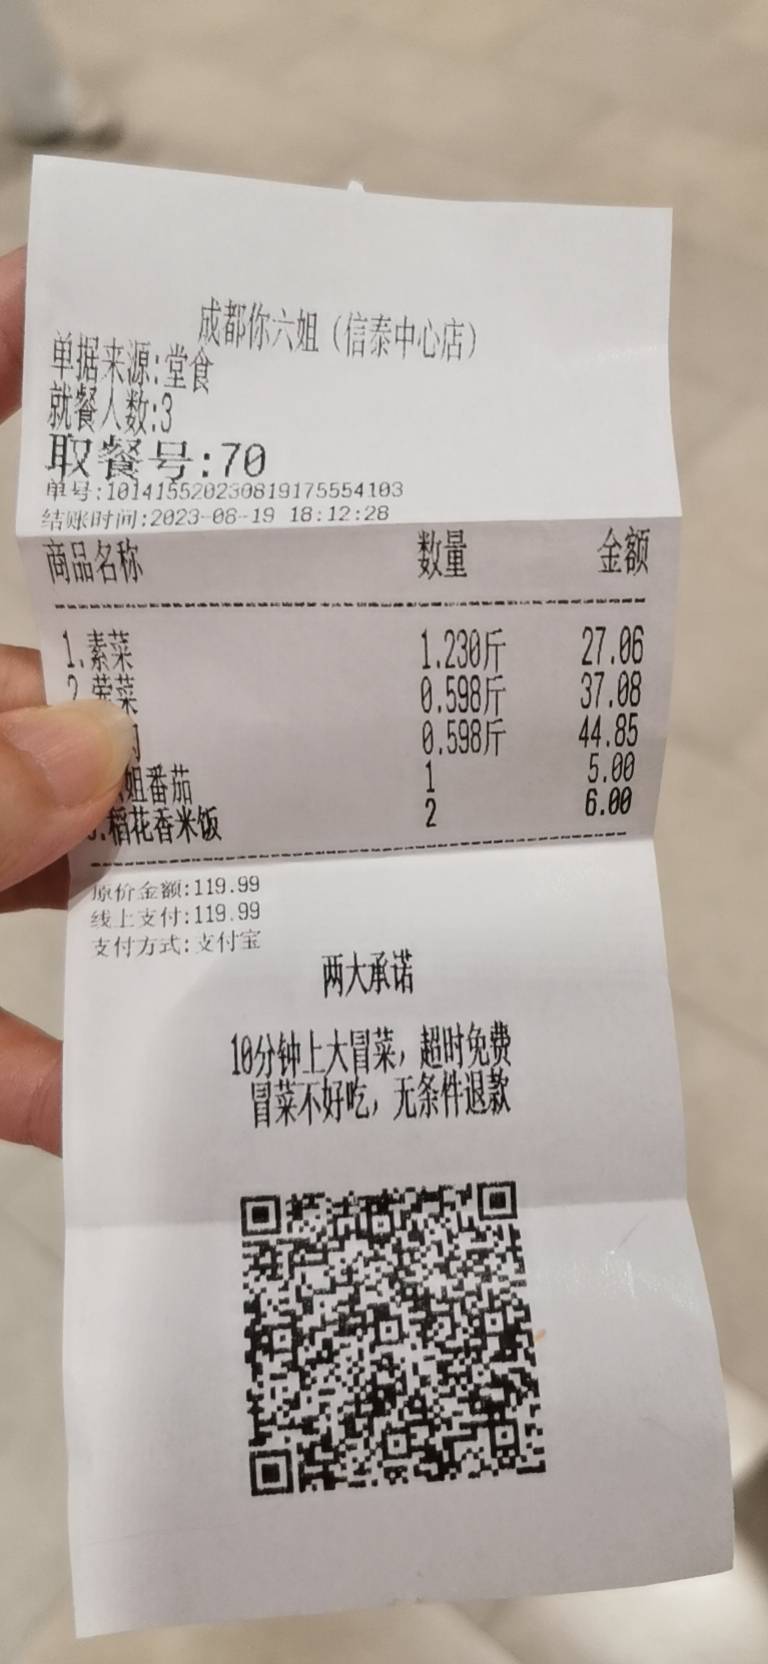 成都你六姐（信泰中心店）
单据来源:堂食
就餐人数:3
取餐号:70
单号:10141552023081917555​4103
结账时间:2023-08-19 18:12:28
商品名称 数量 金额
1.素菜 1.230斤 27.06
2.荤菜 0.598斤 37.08
0.598斤 44.85
姐番茄 1 5.00
.稻花香米饭 2 6.00
原价金额:119.99
线上支付:119.99
支付方式:支付宝
两大承诺
10分钟上大冒菜，超时免费
冒菜不好吃，无条件退款